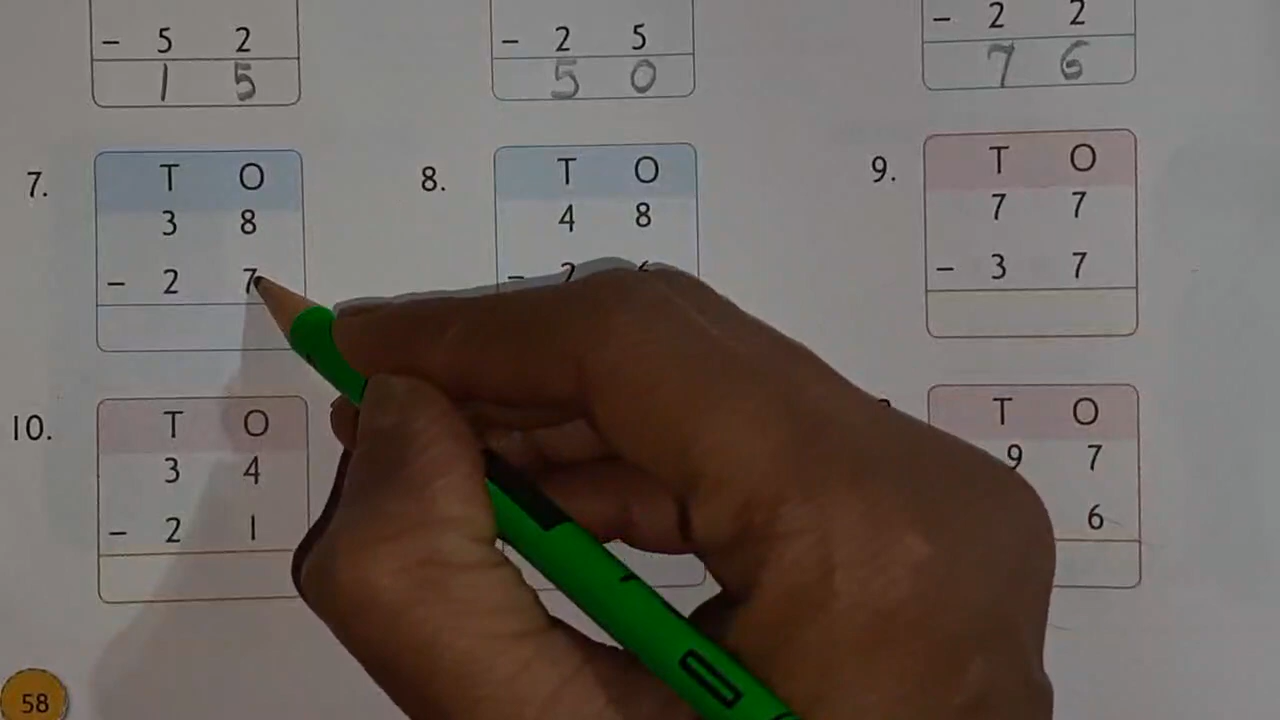 - 5 2
1 5
- 2 5
5 0
- 2 2
7 6
7.
T O
3 8
- 2 7
8.
T O
4 8
- 2
9.
T O
7 7
- 3 7
10.
T O
3 4
- 2 1
T O
9 7
6
58